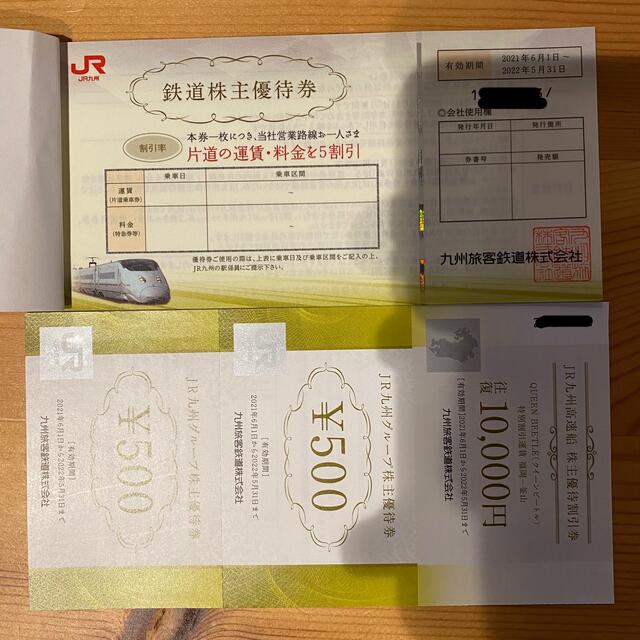 JR
JR九州
鉄道株主優待券
割引率
本券一枚につき、当社営業路線お一人さま
片道の運賃・料金を5割引
乗車日
乗車区間
運賃
(片道乗車券)
~
料金
(特急券等)
~
優待券ご使用の際は、上表に乗車日及び乗車区間をご記入の上、
JR九州の駅係員にご提示下さい。
有効期間
2021年6月1日～
2022年5月31日
◎会社使用欄
発行年月日
発行箇所
券番号
発売額
九州旅客鉄道株式会社
JR
JR九州グループ株主優待券
￥500
【有効期間】
2021年6月1日から2022年5月31日まで
九州旅客鉄道株式会社
JR
JR九州グループ株主優待券
￥500
【有効期間】
2021年6月1日から2022年5月31日まで
九州旅客鉄道株式会社
JR九州高速船 株主優待割引券
QUEEN BEETLE(クイーンビートル)
特別割引運賃 福岡―釜山
往復 10,000円
【有効期間】2021年6月1日から2022年5月31日まで
九州旅客鉄道株式会社